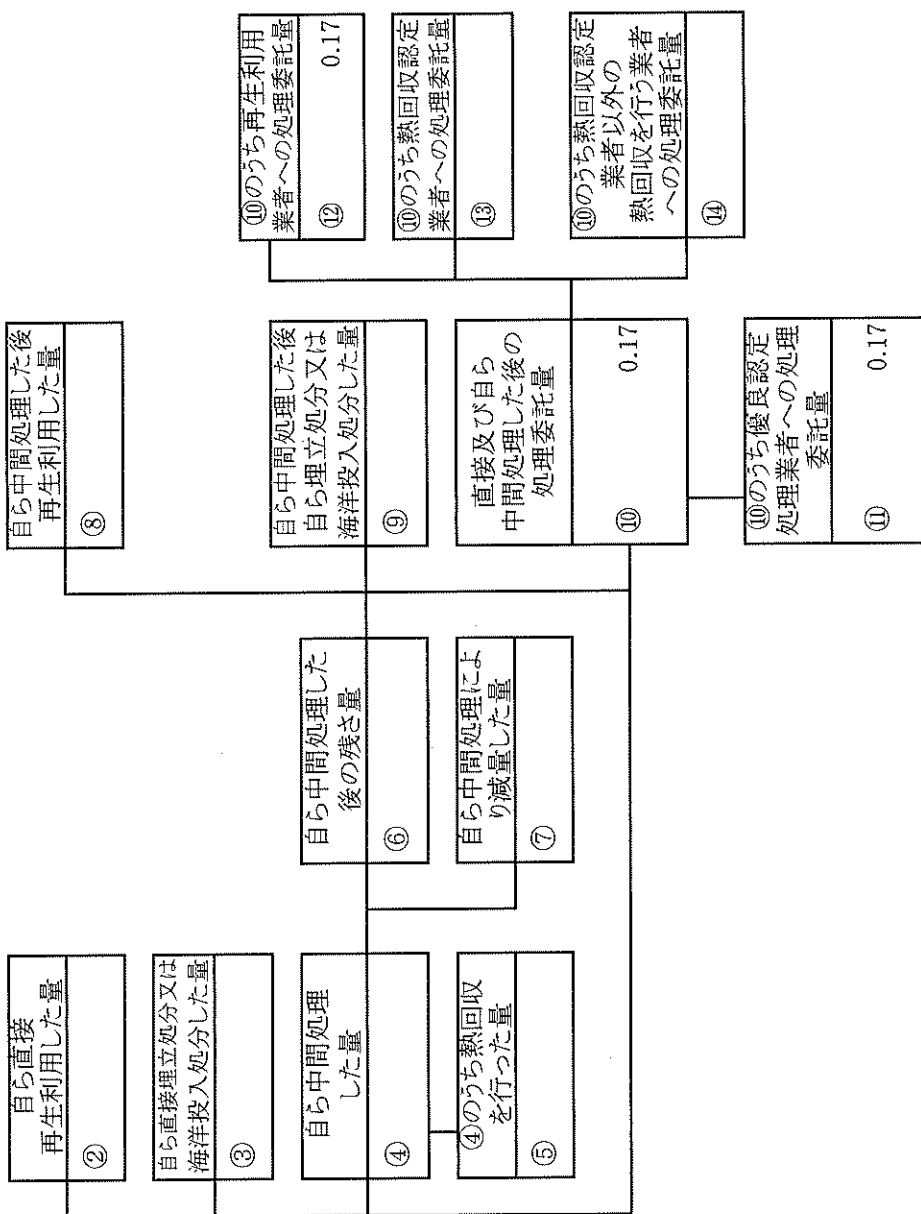 自ら直接
再生利用した量
②
自ら直接埋立処分又は
海洋投入処分した量
③
自ら中間処理
した量
④
④のうち熱回収
を行った量
⑤
自ら中間処理した
後の残さ量
⑥
自ら中間処理によ
り減量した量
⑦
自ら中間処理した後
再生利用した量
⑧
自ら中間処理した後
自ら埋立処分又は
海洋投入処分した量
⑨
直接及び自ら
中間処理した後の
処理委託量
⑩ 0.17
⑩のうち優良認定
処理業者への処理
委託量
⑪ 0.17
⑩のうち再生利用
業者への処理委託量
⑫ 0.17
⑩のうち熱回収認定
業者への処理委託量
⑬
⑩のうち熱回収認定
業者以外の
熱回収を行う業者
への処理委託量
⑭